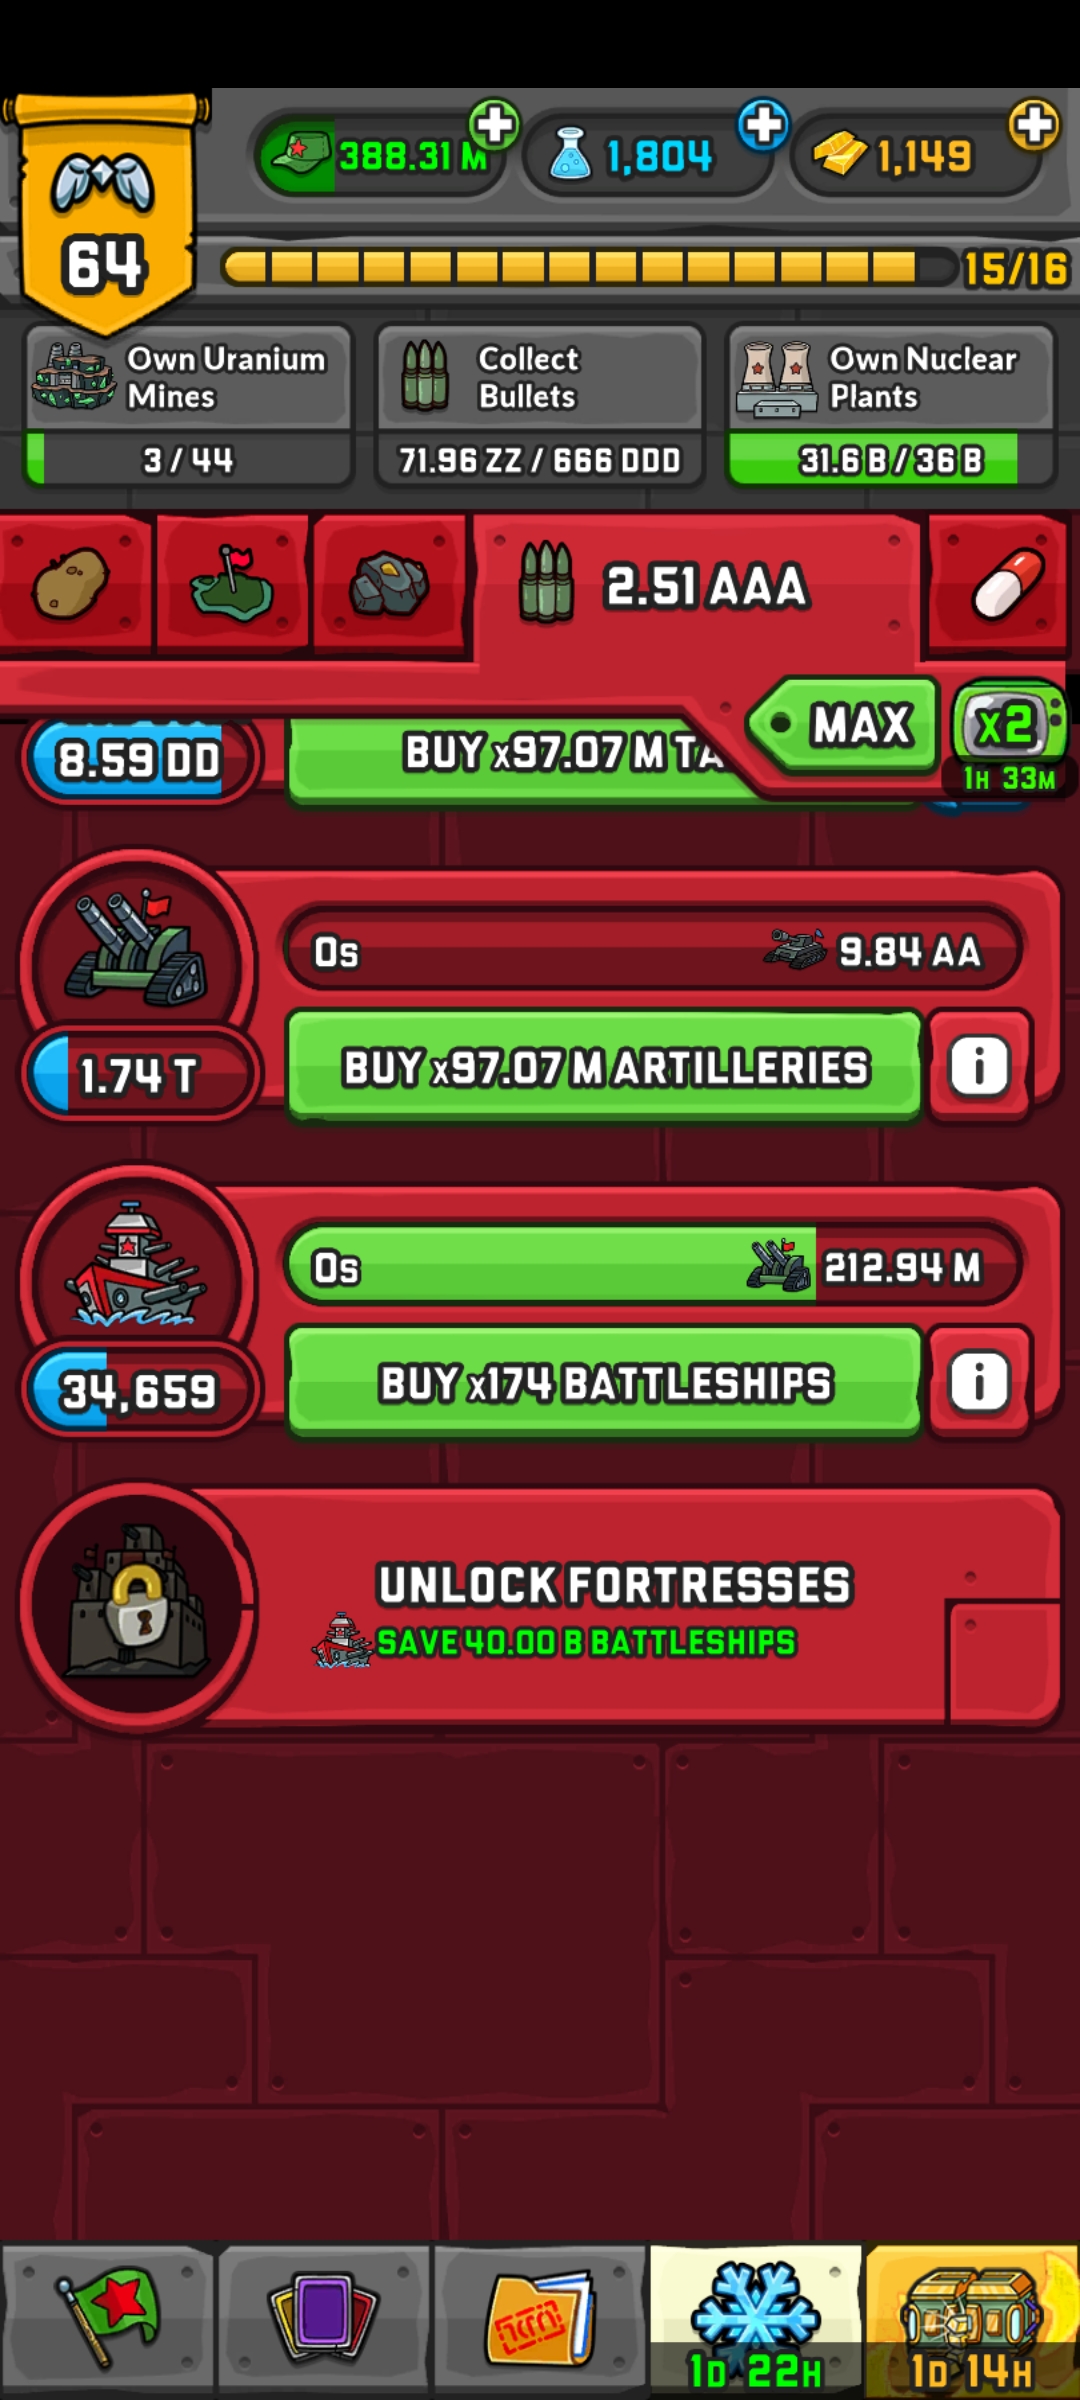 64
388.31 M
1,804
1,149
15/16
Own Uranium
Mines
3 / 44
Collect
Bullets
71.96 ZZ / 666 DDD
Own Nuclear
Plants
31.6 B / 36 B
2.51 AAA
MAX
x2
1H 33M
8.59 DD
BUY x97.07 M TA
0s
9.84 AA
1.74 T
BUY x97.07 M ARTILLERIES
i
0s
212.94 M
34,659
BUY x174 BATTLESHIPS
i
UNLOCK FORTRESSES
SAVE 40.00 B BATTLESHIPS
1D 22H
1D 14H